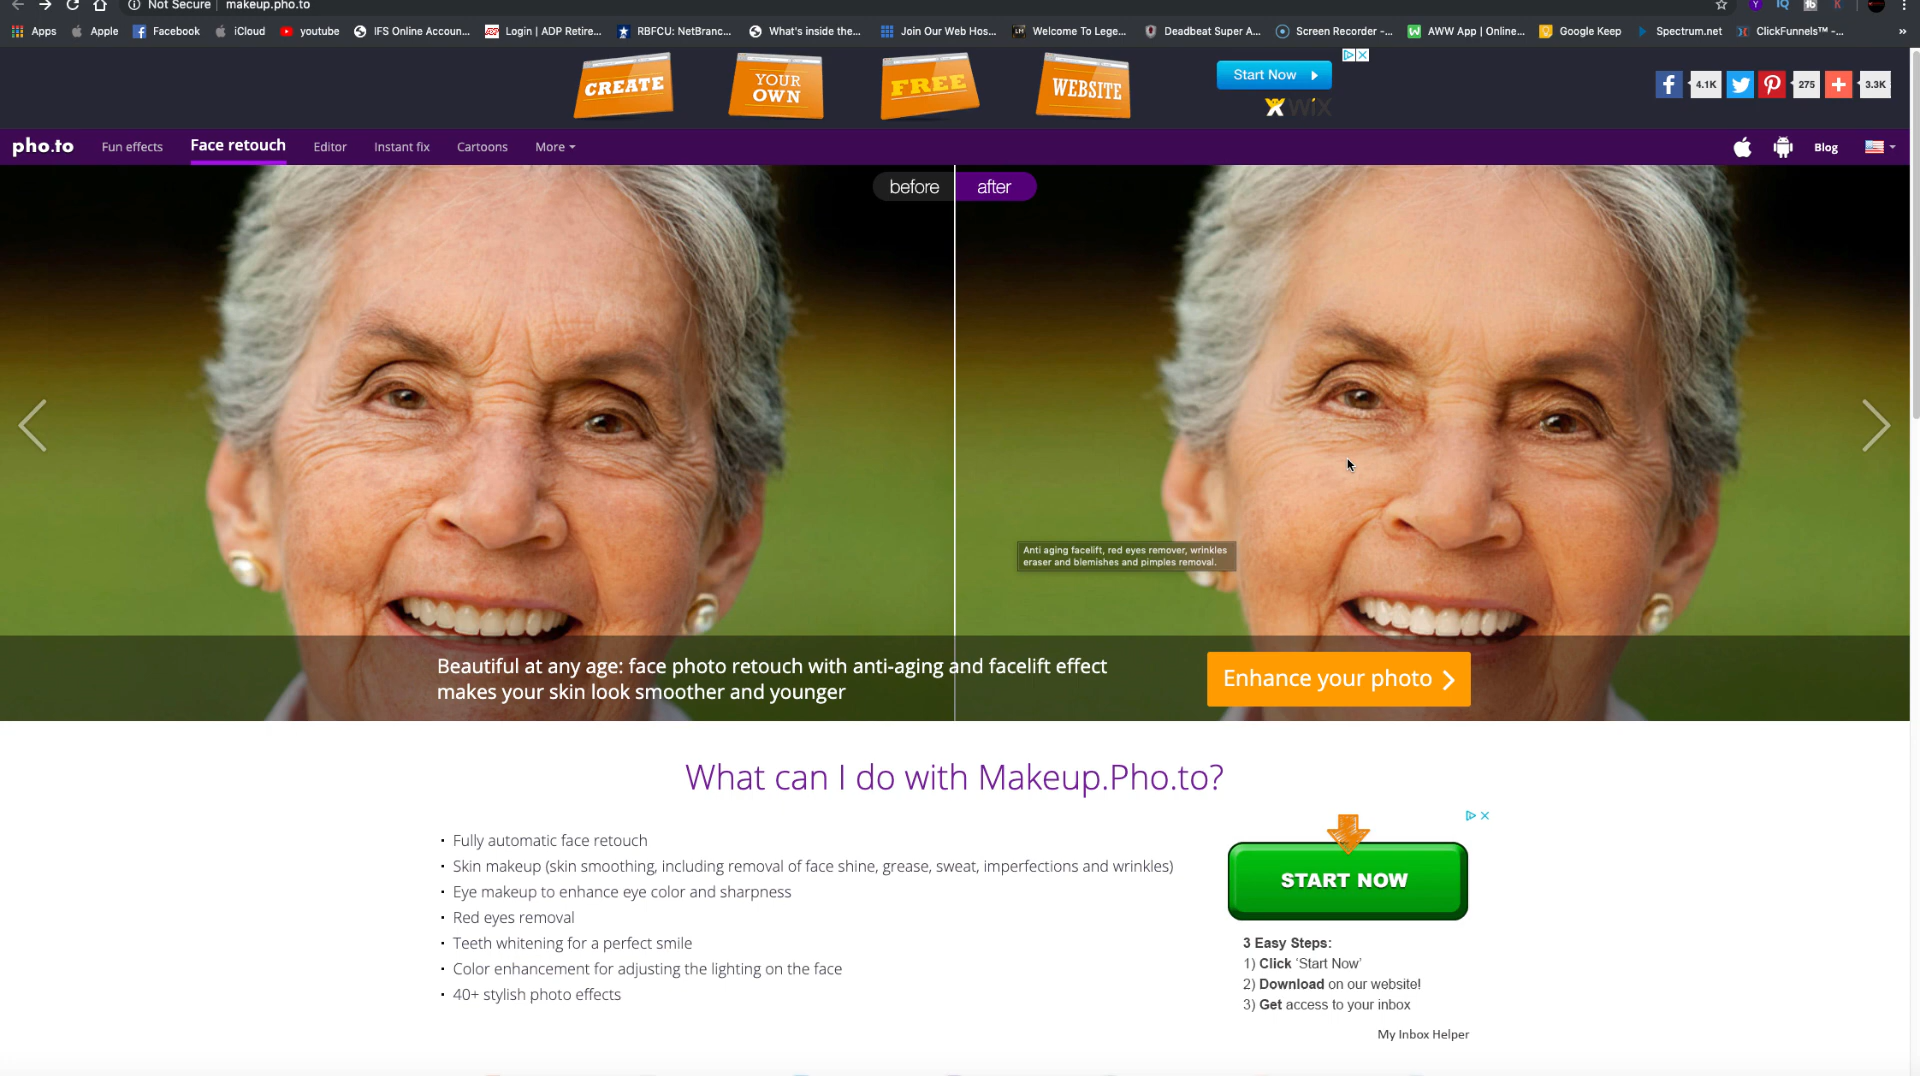 Not Secure | makeup.pho.to
Apps Apple Facebook iCloud youtube IFS Online Accoun... Login | ADP Retire... RBFCU: NetBranc... What's inside the... Join Our Web Hos... Welcome To Lege... Deadbeat Super A... Screen Recorder -... AWW App | Online... Google Keep Spectrum.net ClickFunnels™ -... »
CREATE YOUR OWN FREE WEBSITE
Start Now
WiX
4.1K 275 3.3K
pho.to Fun effects Face retouch Editor Instant fix Cartoons More Blog
before after
Anti aging facelift, red eyes remover, wrinkles
eraser and blemishes and pimples removal.
Beautiful at any age: face photo retouch with anti-aging and facelift effect
makes your skin look smoother and younger
Enhance your photo
What can I do with Makeup.Pho.to?
· Fully automatic face retouch
· Skin makeup (skin smoothing, including removal of face shine, grease, sweat, imperfections and wrinkles)
· Eye makeup to enhance eye color and sharpness
· Red eyes removal
· Teeth whitening for a perfect smile
· Color enhancement for adjusting the lighting on the face
· 40+ stylish photo effects
START NOW
3 Easy Steps:
1) Click 'Start Now'
2) Download on our website!
3) Get access to your inbox
My Inbox Helper